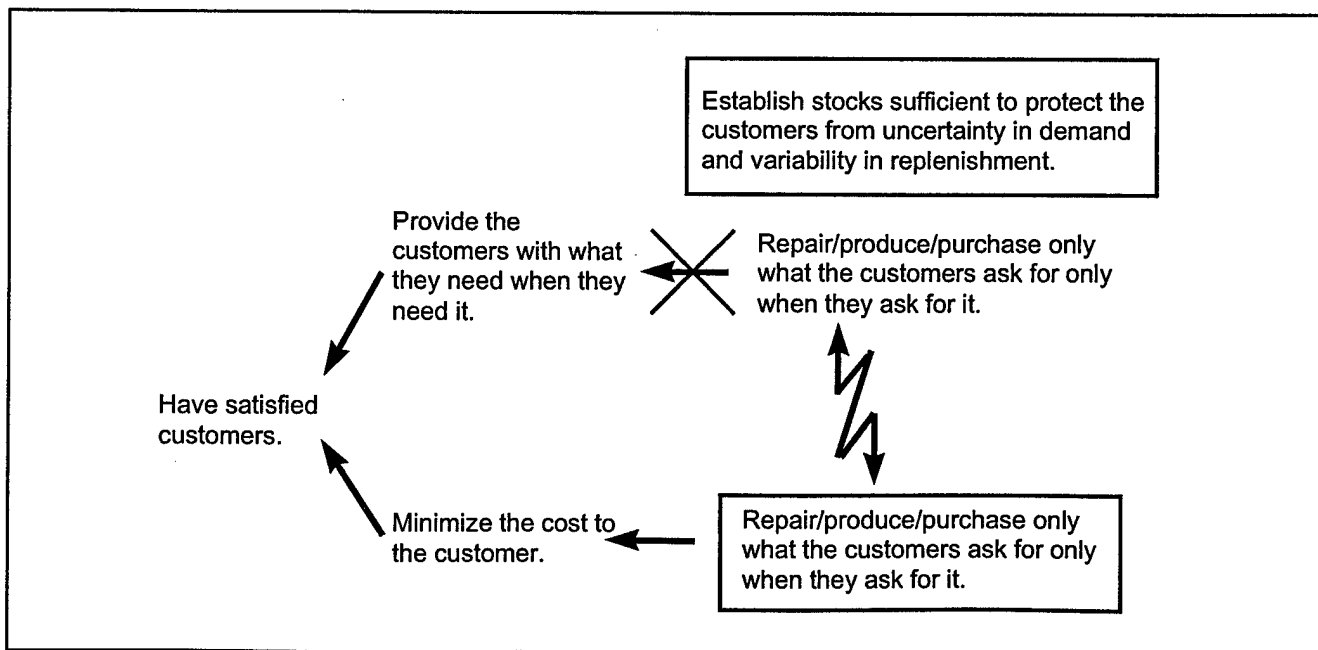 Establish stocks sufficient to protect the
customers from uncertainty in demand
and variability in replenishment.
Provide the
customers with what
they need when they
need it.
Repair/produce/purchase only
what the customers ask for only
when they ask for it.
Have satisfied
customers.
Minimize the cost to
the customer.
Repair/produce/purchase only
what the customers ask for only
when they ask for it.